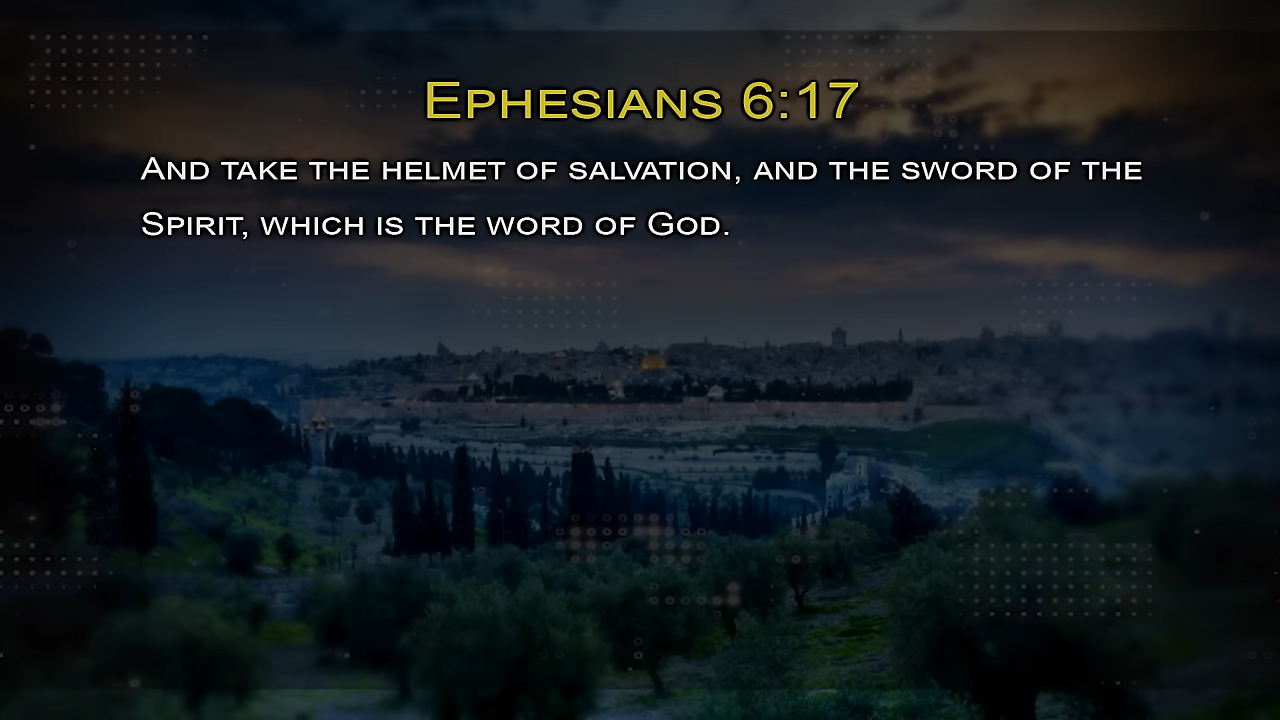 Ephesians 6:17
And take the helmet of salvation, and the sword of the
Spirit, which is the word of God.